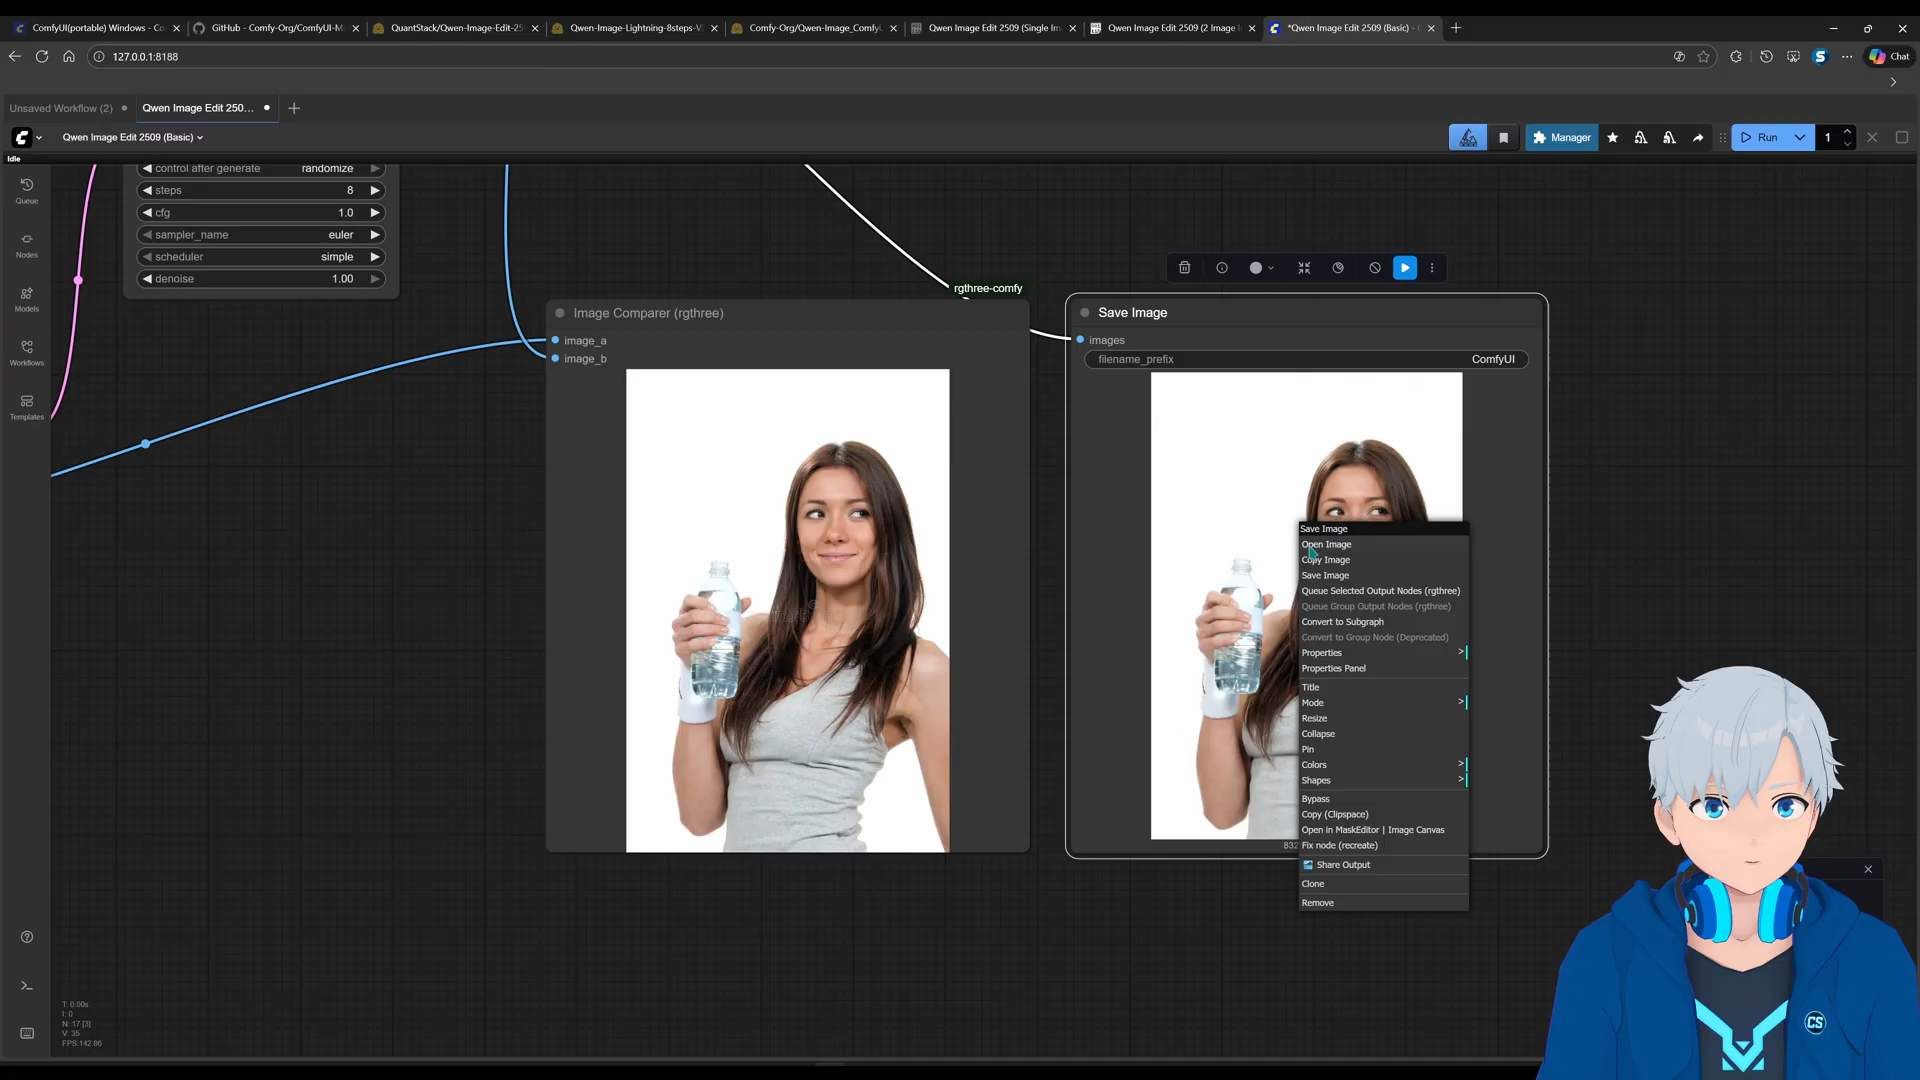 ComfyUI(portable) Windows - Co
GitHub - Comfy-Org/ComfyUI-M
QuantStack/Qwen-Image-Edit-25
Qwen-Image-Lightning-8steps-V
Comfy-Org/Qwen-Image_ComfyU
Qwen Image Edit 2509 (Single Im
Qwen Image Edit 2509 (2 Image I
*Qwen Image Edit 2509 (Basic) -
127.0.0.1:8188
Chat
Unsaved Workflow (2)
Qwen Image Edit 250...
Qwen Image Edit 2509 (Basic)
Manager
Run
1
Idle
Queue
Nodes
Models
Workflows
Templates
control after generate randomize
steps 8
cfg 1.0
sampler_name euler
scheduler simple
denoise 1.00
rgthree-comfy
Image Comparer (rgthree)
image_a
image_b
Save Image
images
filename_prefix ComfyUI
Save Image
Open Image
Copy Image
Save Image
Queue Selected Output Nodes (rgthree)
Queue Group Output Nodes (rgthree)
Convert to Subgraph
Convert to Group Node (Deprecated)
Properties >
Properties Panel
Title
Mode >
Resize
Collapse
Pin
Colors >
Shapes >
Bypass
Copy (Clipspace)
Open in MaskEditor | Image Canvas
Fix node (recreate)
Share Output
Clone
Remove
832
T: 0.00s
I: 0
N: 17 [3]
V: 35
FPS:142.86
CS